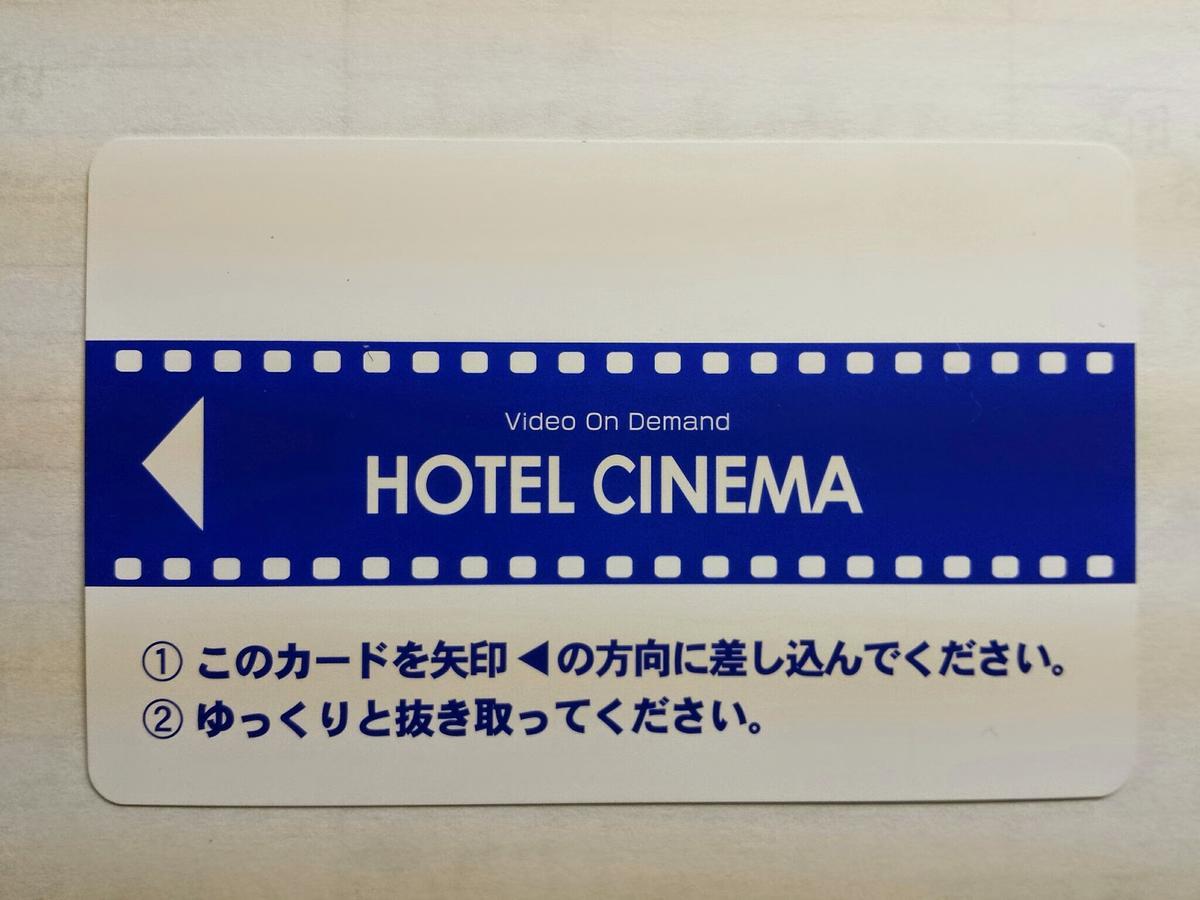 Video On Demand
HOTEL CINEMA
① このカードを矢印◀の方向に差し込んでください。
② ゆっくりと抜き取ってください。